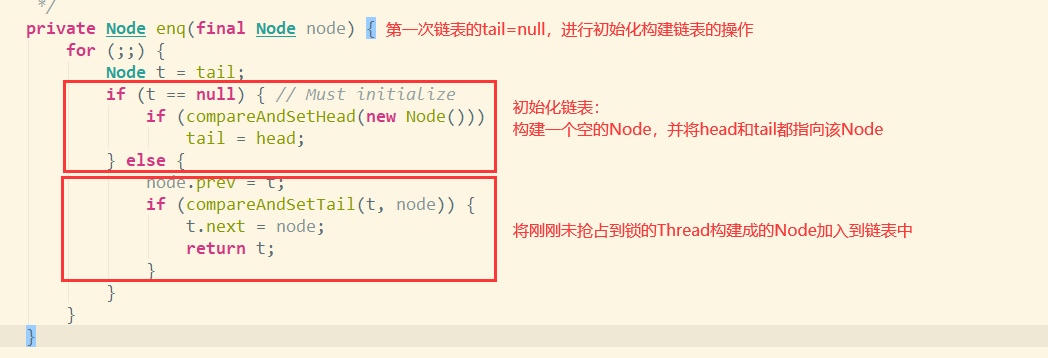 */
private Node enq(final Node node) { 第一次链表的tail=null，进行初始化构建链表的操作
for (;;) {
Node t = tail;
if (t == null) { // Must initialize
初始化链表：
if (compareAndSetHead(new Node()))
构建一个空的Node，并将head和tail都指向该Node
tail = head;
} else {
node.prev = t;
if (compareAndSetTail(t, node)) {
t.next = node;
将刚刚未抢占到锁的Thread构建成的Node加入到链表中
return t;
}
}
}
}